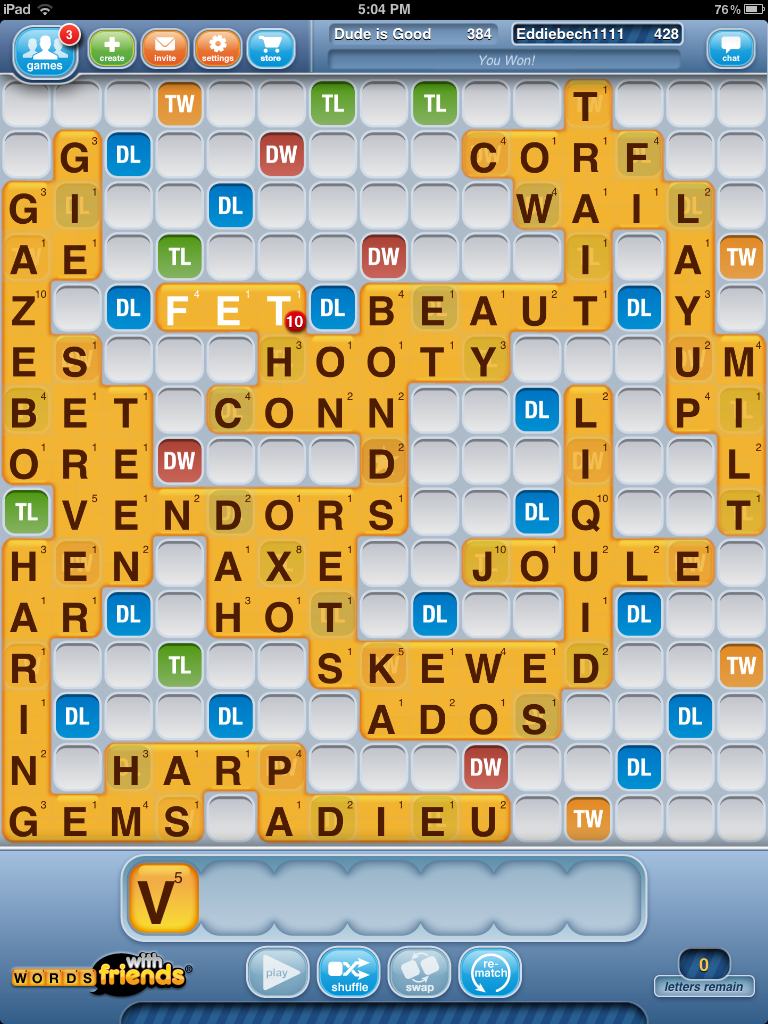 iPad 5:04 PM 76%
3
games create invite settings store
Dude is Good 384 Eddiebech1111 428
You Won!
chat
TW TL TL T
G DL DW C O R F
G I DL W A I L
A E TL DW I A TW
Z DL F E T 10 DL B E A U T DL Y
E S H O O T Y U M
B E T C O N N DL L P I
O R E DW D I L
TL V E N D O R S DL Q T
H E N A X E J O U L E
A R DL H O T DL I DL
R TL S K E W E D TW
I DL DL A D O S DL
N H A R P DW DL
G E M S A D I E U TW
V 5
WORDS with friends®
play shuffle swap re-match
0
letters remain